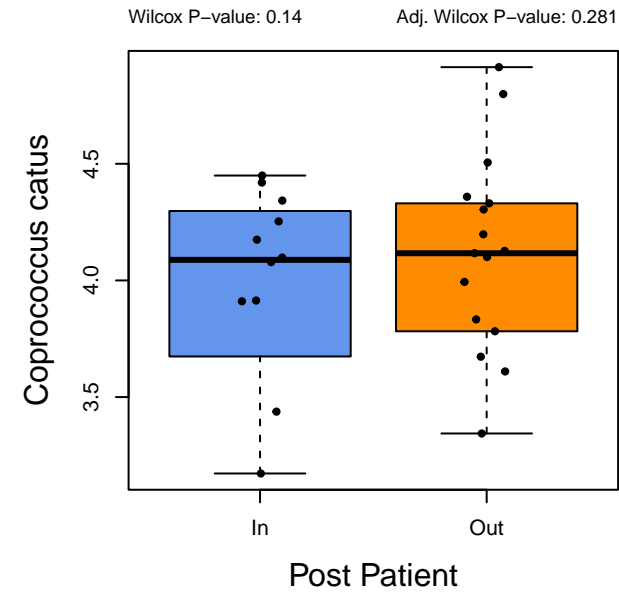 Wilcox P−value: 0.14
Adj. Wilcox P−value: 0.281
Coprococcus catus
4.5
4.0
3.5
In
Out
Post Patient